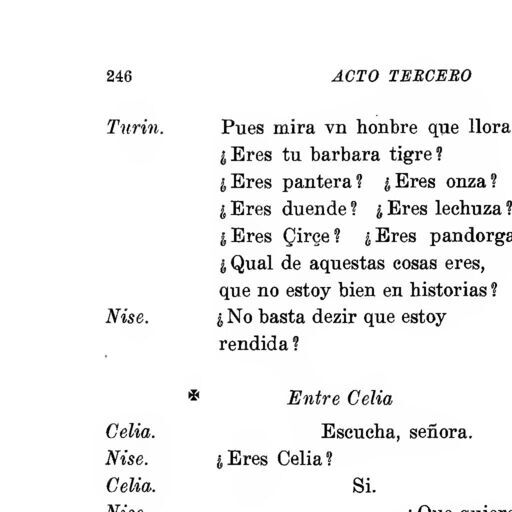 246 ACTO TERCERO
Turin. Pues mira vn honbre que llora
¿Eres tu barbara tigre?
¿Eres pantera? ¿Eres onza?
¿Eres duende? ¿Eres lechuza?
¿Eres Çirçe? ¿Eres pandorga
¿Qual de aquestas cosas eres,
que no estoy bien en historias?
Nise. ¿No basta dezir que estoy
rendida?
✠ Entre Celia
Celia. Escucha, señora.
Nise. ¿Eres Celia?
Celia. Si.